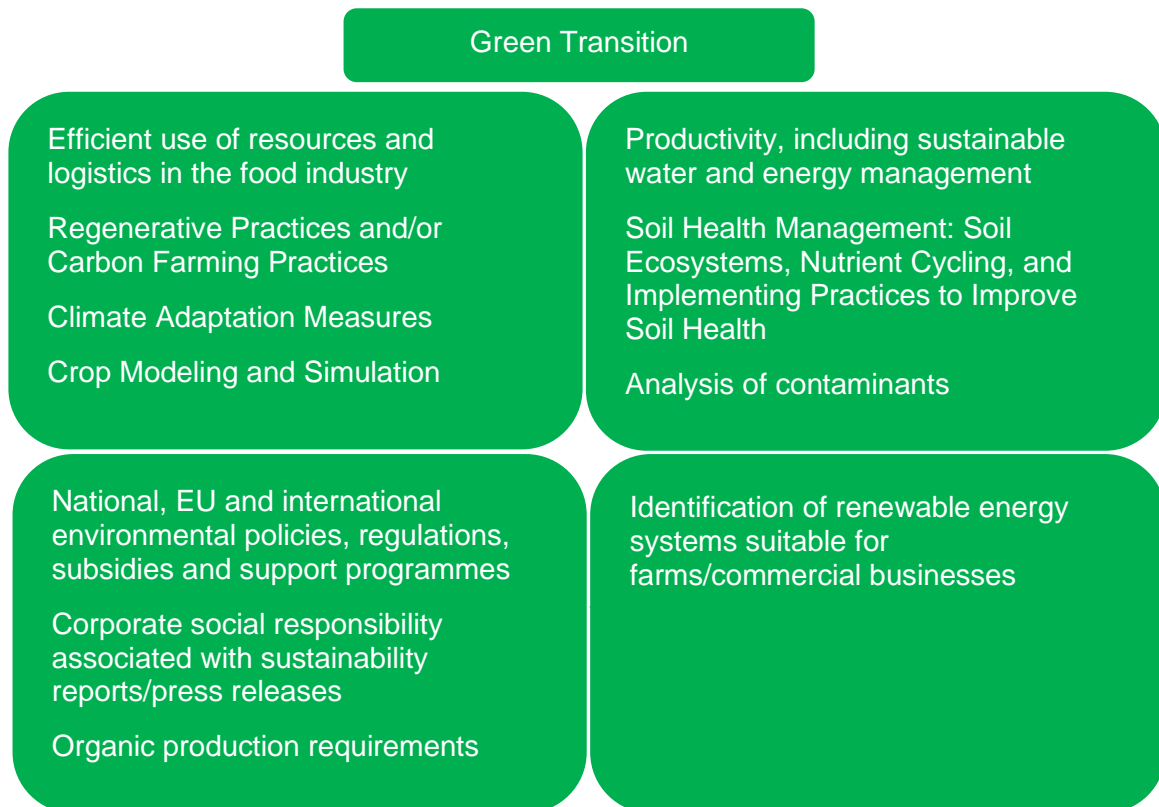 Green Transition
Efficient use of resources and
logistics in the food industry
Regenerative Practices and/or
Carbon Farming Practices
Climate Adaptation Measures
Crop Modeling and Simulation
Productivity, including sustainable
water and energy management
Soil Health Management: Soil
Ecosystems, Nutrient Cycling, and
Implementing Practices to Improve
Soil Health
Analysis of contaminants
National, EU and international
environmental policies, regulations,
subsidies and support programmes
Corporate social responsibility
associated with sustainability
reports/press releases
Organic production requirements
Identification of renewable energy
systems suitable for
farms/commercial businesses